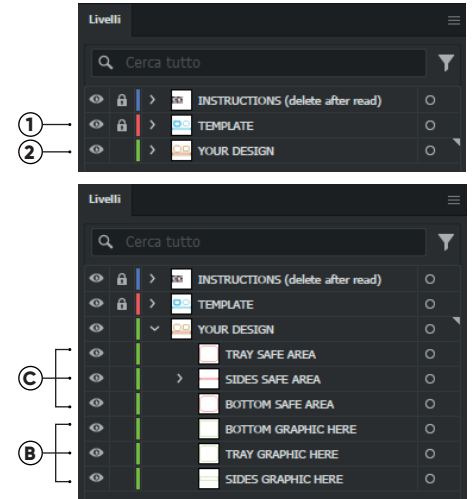 Livelli
Cerca tutto
INSTRUCTIONS (delete after read)
1 TEMPLATE
2 YOUR DESIGN
Livelli
Cerca tutto
INSTRUCTIONS (delete after read)
TEMPLATE
YOUR DESIGN
TRAY SAFE AREA
C SIDES SAFE AREA
BOTTOM SAFE AREA
BOTTOM GRAPHIC HERE
B TRAY GRAPHIC HERE
SIDES GRAPHIC HERE